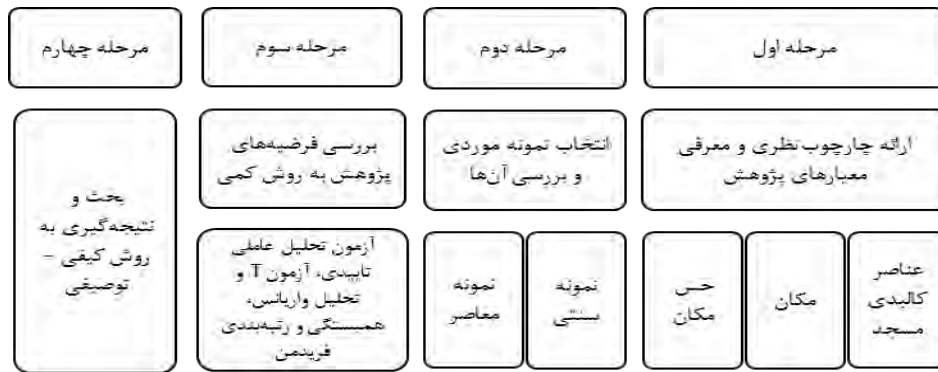 مرحله اول
مرحله دوم
مرحله سوم
مرحله چهارم
ارائه چارچوب نظری و معرفی
معیارهای پژوهش
انتخاب نمونه موردی
و بررسی آن‌ها
بررسی فرضیه‌های
پژوهش به روش کمی
بحث و
نتیجه‌گیری به
روش کیفی –
توصیفی
عناصر
کالبدی
مسجد
مکان
حس
مکان
نمونه
سنتی
نمونه
معاصر
آزمون تحلیل عاملی
تاییدی، آزمون T و
تحلیل واریانس،
همبستگی و رتبه‌بندی
فریدمن